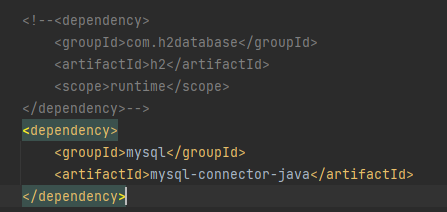 <!--<dependency>
<groupId>com.h2database</groupId>
<artifactId>h2</artifactId>
<scope>runtime</scope>
</dependency>-->
<dependency>
<groupId>mysql</groupId>
<artifactId>mysql-connector-java</artifactId>
</dependency>